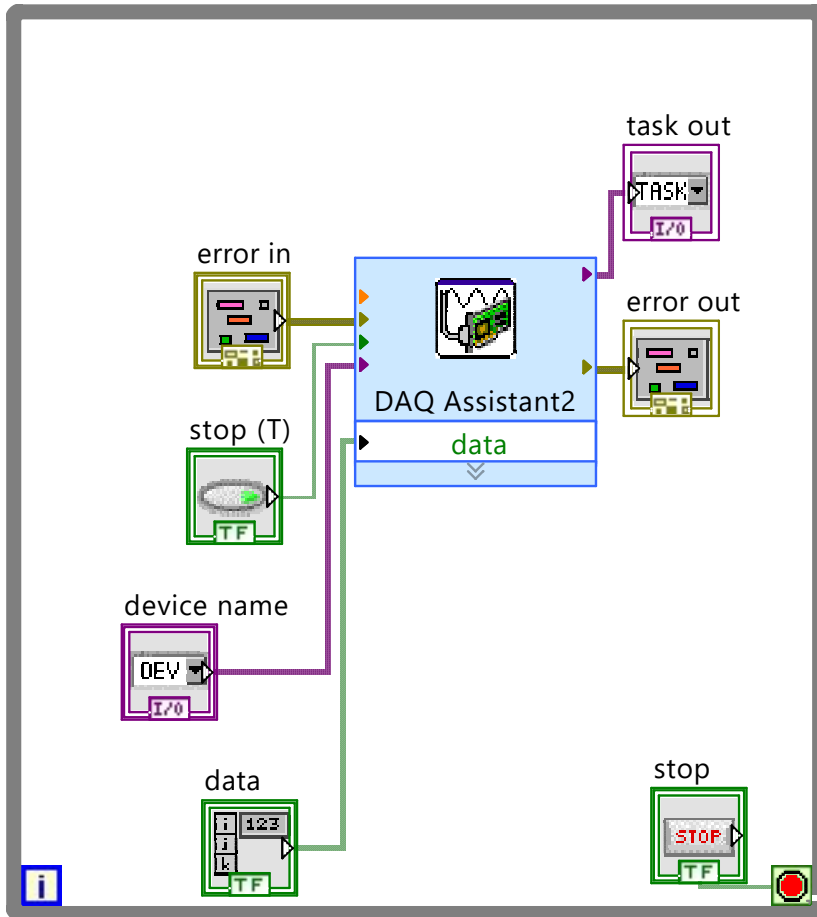 task out
TASK
I/O
error in
error out
DAQ Assistant2
stop (T)
data
TF
device name
DEV
I/O
data
i
123
j
k
TF
stop
STOP
TF
i